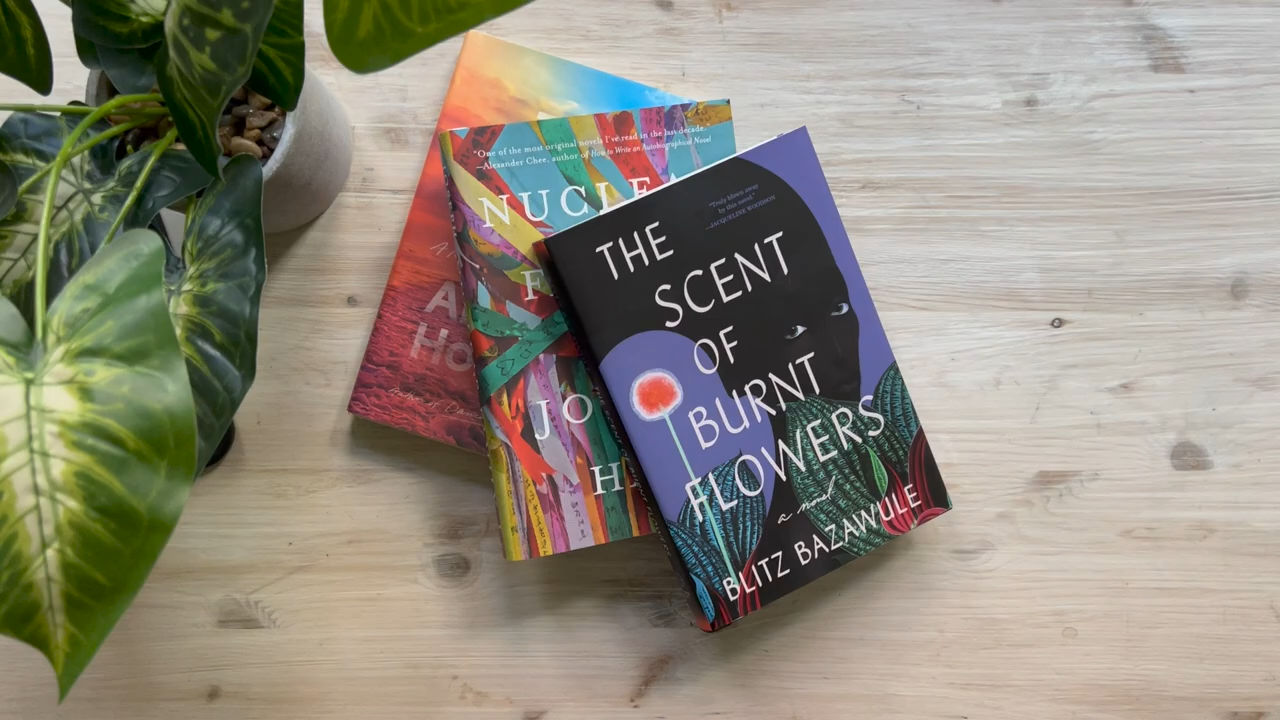 "One of the most original novels I've read in the last decade."
—Alexander Chee, author of How to Write an Autobiographical Novel
NUCLEA
F
JO
H
THE
SCENT
OF
BURNT
FLOWERS
a novel
BLITZ BAZAWULE
"Truly blown away
by this novel."
—JACQUELINE WOODSON
A
A
Ho